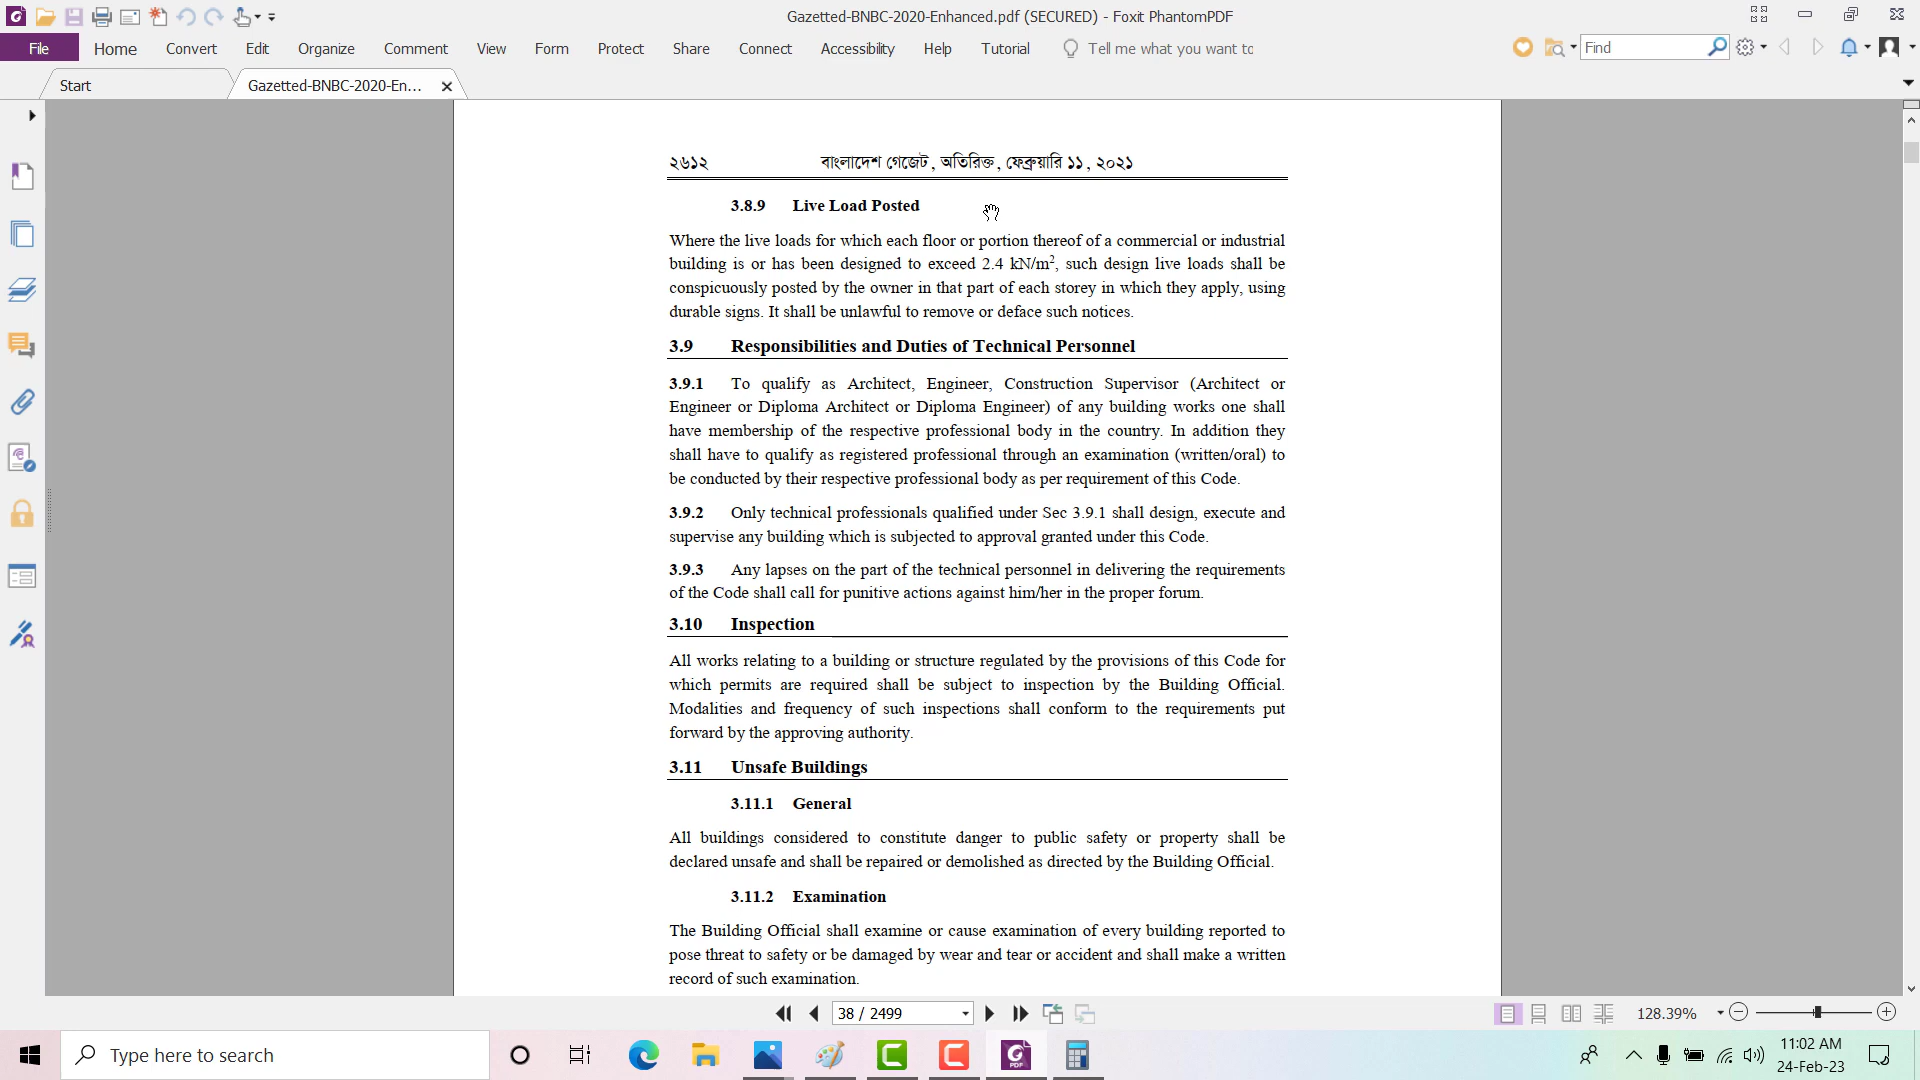 Gazetted-BNBC-2020-Enhanced.pdf (SECURED) - Foxit PhantomPDF
File Home Convert Edit Organize Comment View Form Protect Share Connect Accessibility Help Tutorial Tell me what you want to Find
Start Gazetted-BNBC-2020-En...
২৬১২ বাংলাদেশ গেজেট, অতিরিক্ত, ফেব্রুয়ারি ১১, ২০২১
3.8.9 Live Load Posted
Where the live loads for which each floor or portion thereof of a commercial or industrial
building is or has been designed to exceed 2.4 kN/m², such design live loads shall be
conspicuously posted by the owner in that part of each storey in which they apply, using
durable signs. It shall be unlawful to remove or deface such notices.
3.9 Responsibilities and Duties of Technical Personnel
3.9.1 To qualify as Architect, Engineer, Construction Supervisor (Architect or
Engineer or Diploma Architect or Diploma Engineer) of any building works one shall
have membership of the respective professional body in the country. In addition they
shall have to qualify as registered professional through an examination (written/oral) to
be conducted by their respective professional body as per requirement of this Code.
3.9.2 Only technical professionals qualified under Sec 3.9.1 shall design, execute and
supervise any building which is subjected to approval granted under this Code.
3.9.3 Any lapses on the part of the technical personnel in delivering the requirements
of the Code shall call for punitive actions against him/her in the proper forum.
3.10 Inspection
All works relating to a building or structure regulated by the provisions of this Code for
which permits are required shall be subject to inspection by the Building Official.
Modalities and frequency of such inspections shall conform to the requirements put
forward by the approving authority.
3.11 Unsafe Buildings
3.11.1 General
All buildings considered to constitute danger to public safety or property shall be
declared unsafe and shall be repaired or demolished as directed by the Building Official.
3.11.2 Examination
The Building Official shall examine or cause examination of every building reported to
pose threat to safety or be damaged by wear and tear or accident and shall make a written
record of such examination.
38 / 2499 128.39%
Type here to search
11:02 AM
24-Feb-23